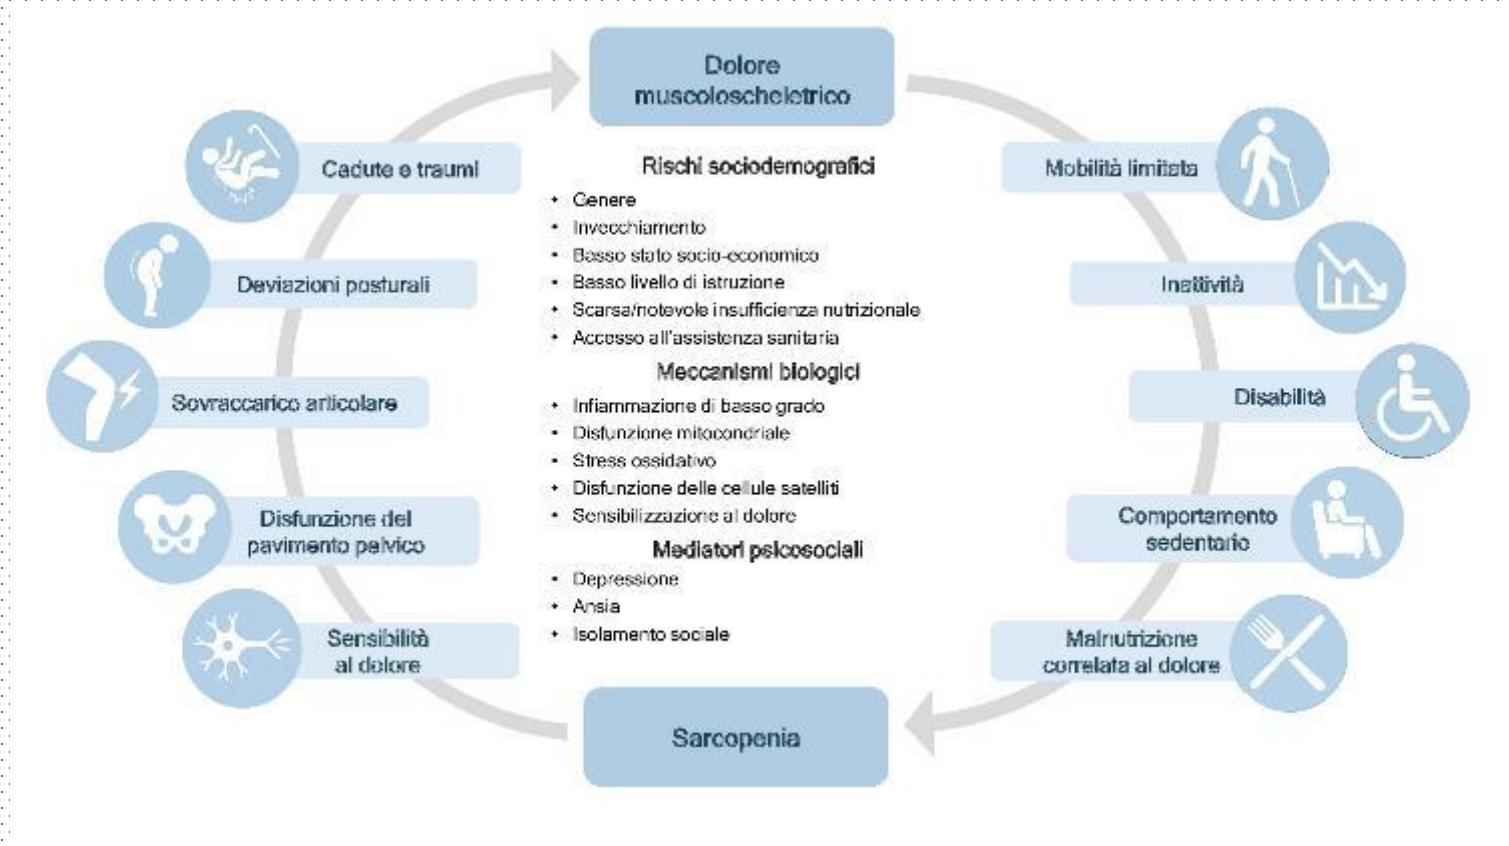 Dolore
muscoloscheletrico
Cadute e traumi
Deviazioni posturali
Sovraccarico articolare
Disfunzione del
pavimento pelvico
Sensibilità
al dolore
Rischi sociodemografici
• Genere
• Invecchiamento
• Basso stato socio-economico
• Basso livello di istruzione
• Scarsa/notevole insufficienza nutrizionale
• Accesso all'assistenza sanitaria
Meccanismi biologici
• Infiammazione di basso grado
• Disfunzione mitocondriale
• Stress ossidativo
• Disfunzione delle cellule satelliti
• Sensibilizzazione al dolore
Mediatori psicosociali
• Depressione
• Ansia
• Isolamento sociale
Mobilità limitata
Inattività
Disabilità
Comportamento
sedentario
Malnutrizione
correlata al dolore
Sarcopenia